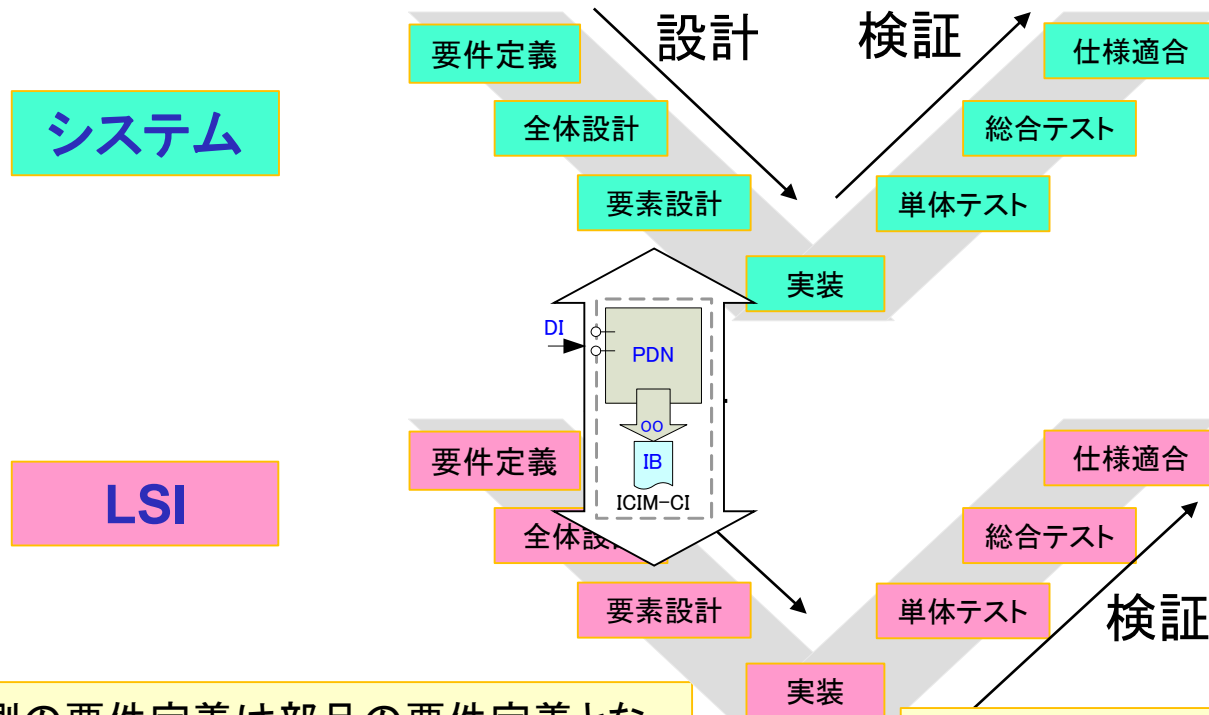 設計
検証
要件定義
仕様適合
システム
全体設計
総合テスト
要素設計
単体テスト
実装
DI
PDN
OO
IB
ICIM-CI
要件定義
仕様適合
LSI
全体設
総合テスト
要素設計
単体テスト
検証
実装
の要件定義は部品の要件定義とな